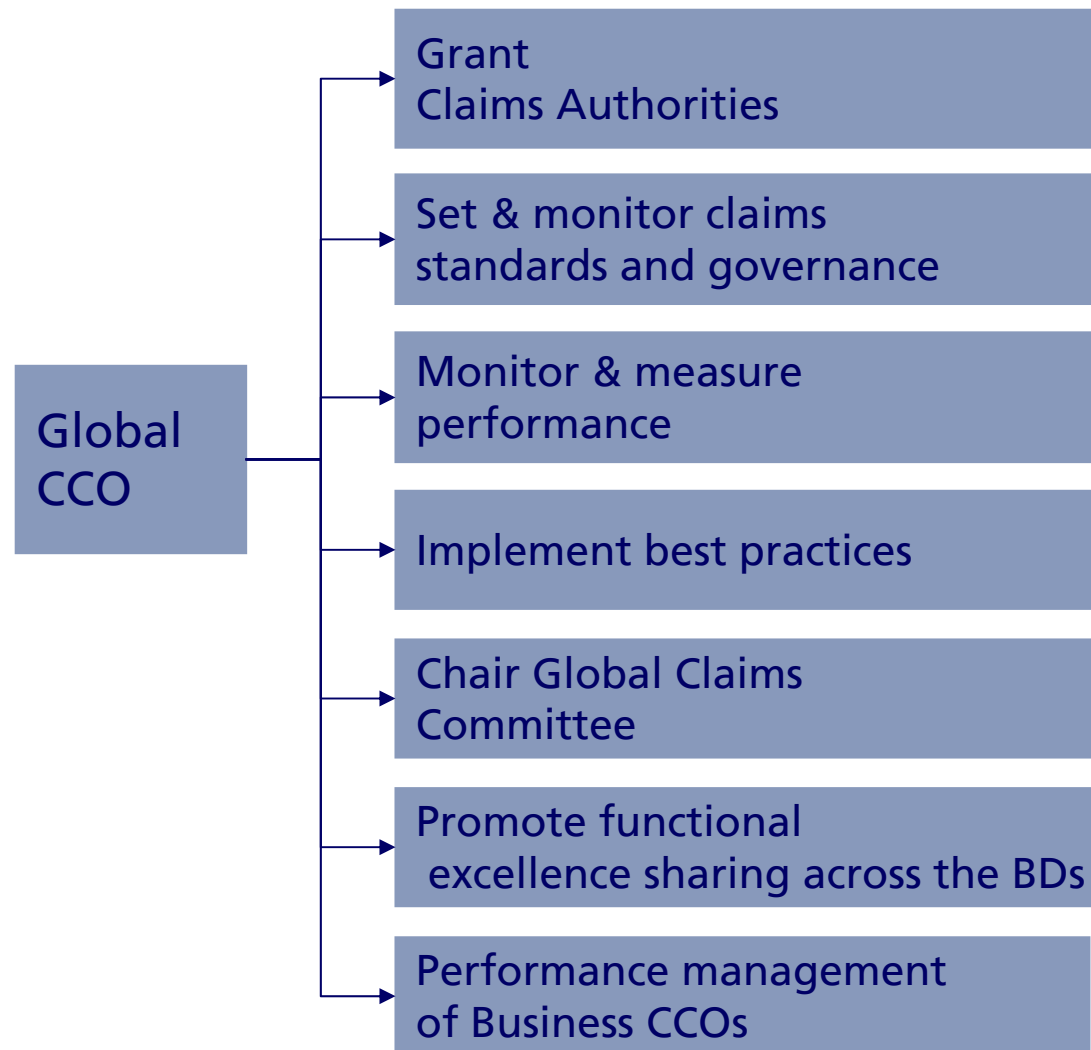 Global
CCO
Grant
Claims Authorities
Set & monitor claims
standards and governance
Monitor & measure
performance
Implement best practices
Chair Global Claims
Committee
Promote functional
excellence sharing across the BDs
Performance management
of Business CCOs